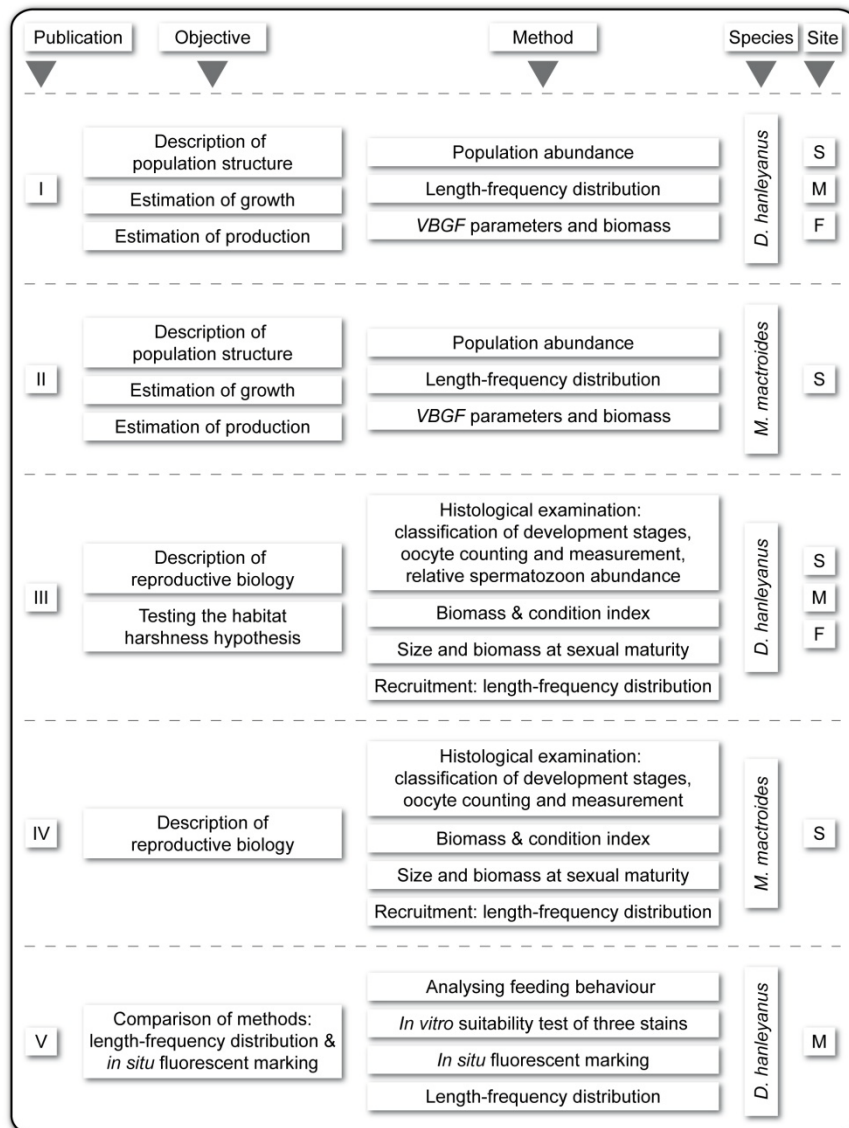 Publication Objective Method Species Site
I
Description of
population structure
Estimation of growth
Estimation of production
Population abundance
Length-frequency distribution
VBGF parameters and biomass
D. hanleyanus
S
M
F
II
Description of
population structure
Estimation of growth
Estimation of production
Population abundance
Length-frequency distribution
VBGF parameters and biomass
M. mactroides
S
III
Description of
reproductive biology
Testing the habitat
harshness hypothesis
Histological examination:
classification of development stages,
oocyte counting and measurement,
relative spermatozoon abundance
Biomass & condition index
Size and biomass at sexual maturity
Recruitment: length-frequency distribution
D. hanleyanus
S
M
F
IV
Description of
reproductive biology
Histological examination:
classification of development stages,
oocyte counting and measurement
Biomass & condition index
Size and biomass at sexual maturity
Recruitment: length-frequency distribution
M. mactroides
S
V
Comparison of methods:
length-frequency distribution &
in situ fluorescent marking
Analysing feeding behaviour
In vitro suitability test of three stains
In situ fluorescent marking
Length-frequency distribution
D. hanleyanus
M